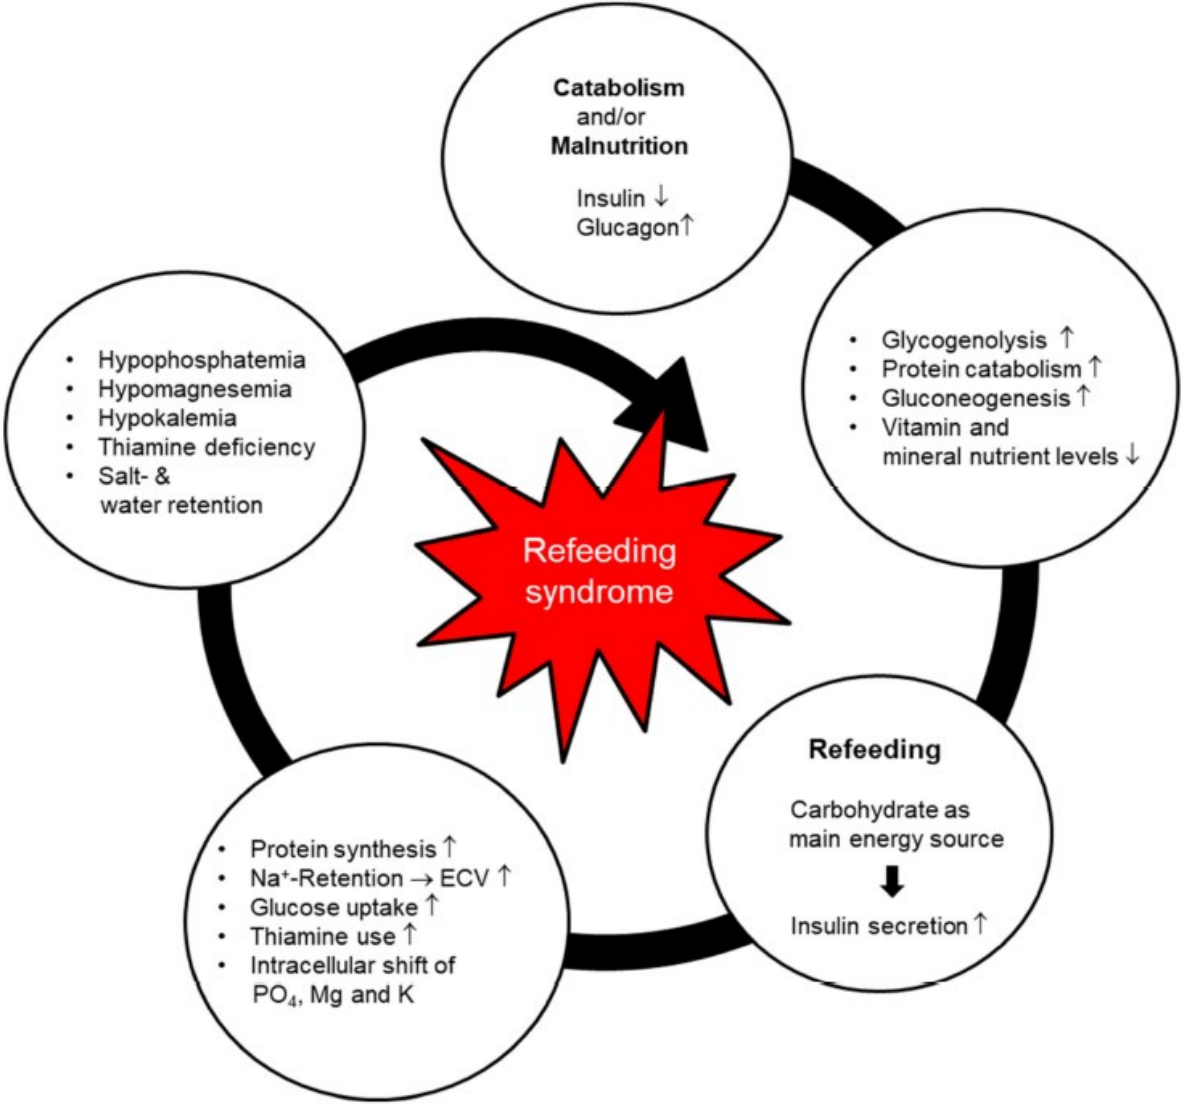 Catabolism
and/or
Malnutrition
Insulin ↓
Glucagon↑
• Glycogenolysis ↑
• Protein catabolism ↑
• Gluconeogenesis ↑
• Vitamin and
mineral nutrient levels ↓
Refeeding
Carbohydrate as
main energy source
Insulin secretion ↑
• Protein synthesis ↑
• Na⁺-Retention → ECV ↑
• Glucose uptake ↑
• Thiamine use ↑
• Intracellular shift of
PO₄, Mg and K
• Hypophosphatemia
• Hypomagnesemia
• Hypokalemia
• Thiamine deficiency
• Salt- &
water retention
Refeeding
syndrome